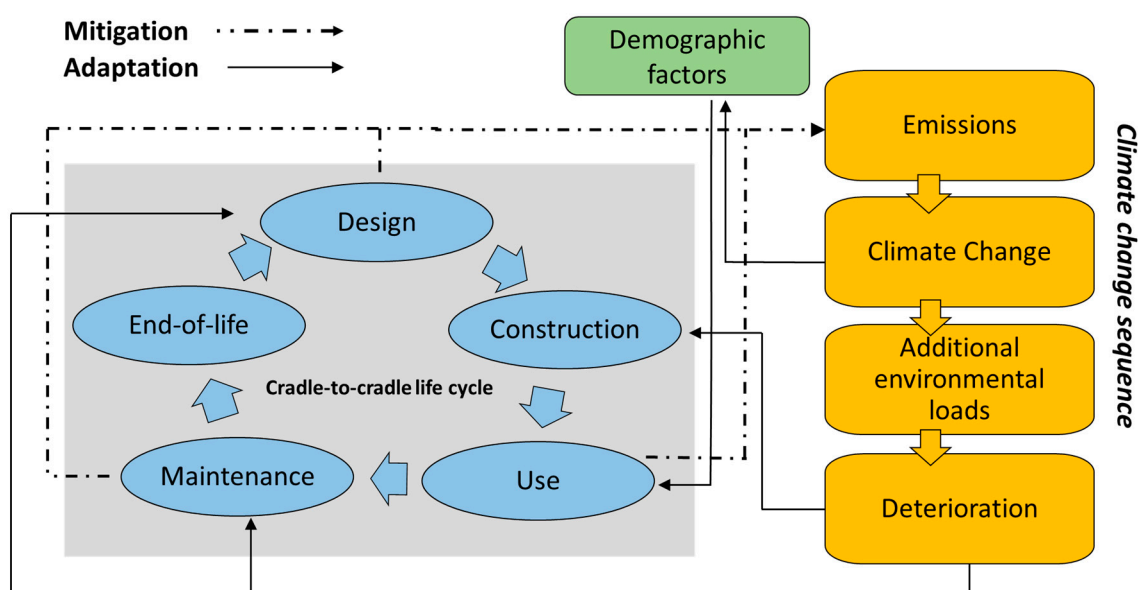 Mitigation
Adaptation
Demographic
factors
Emissions
Climate Change
Additional
environmental
loads
Deterioration
Climate change sequence
Design
Construction
Use
Maintenance
End-of-life
Cradle-to-cradle life cycle